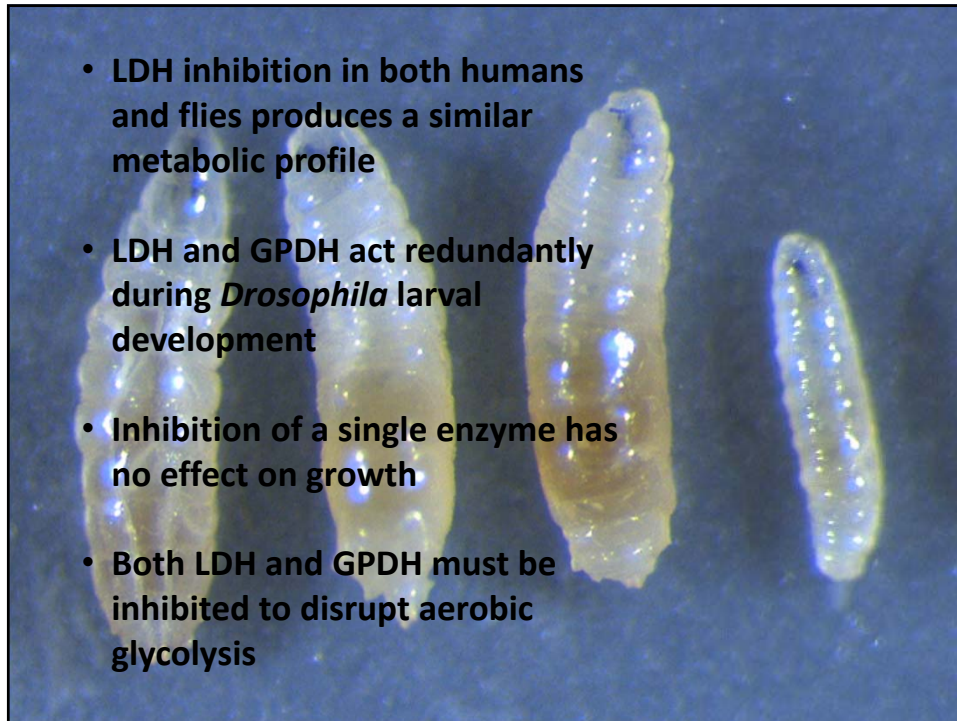 • LDH inhibition in both humans
and flies produces a similar
metabolic profile
• LDH and GPDH act redundantly
during Drosophila larval
development
• Inhibition of a single enzyme has
no effect on growth
• Both LDH and GPDH must be
inhibited to disrupt aerobic
glycolysis